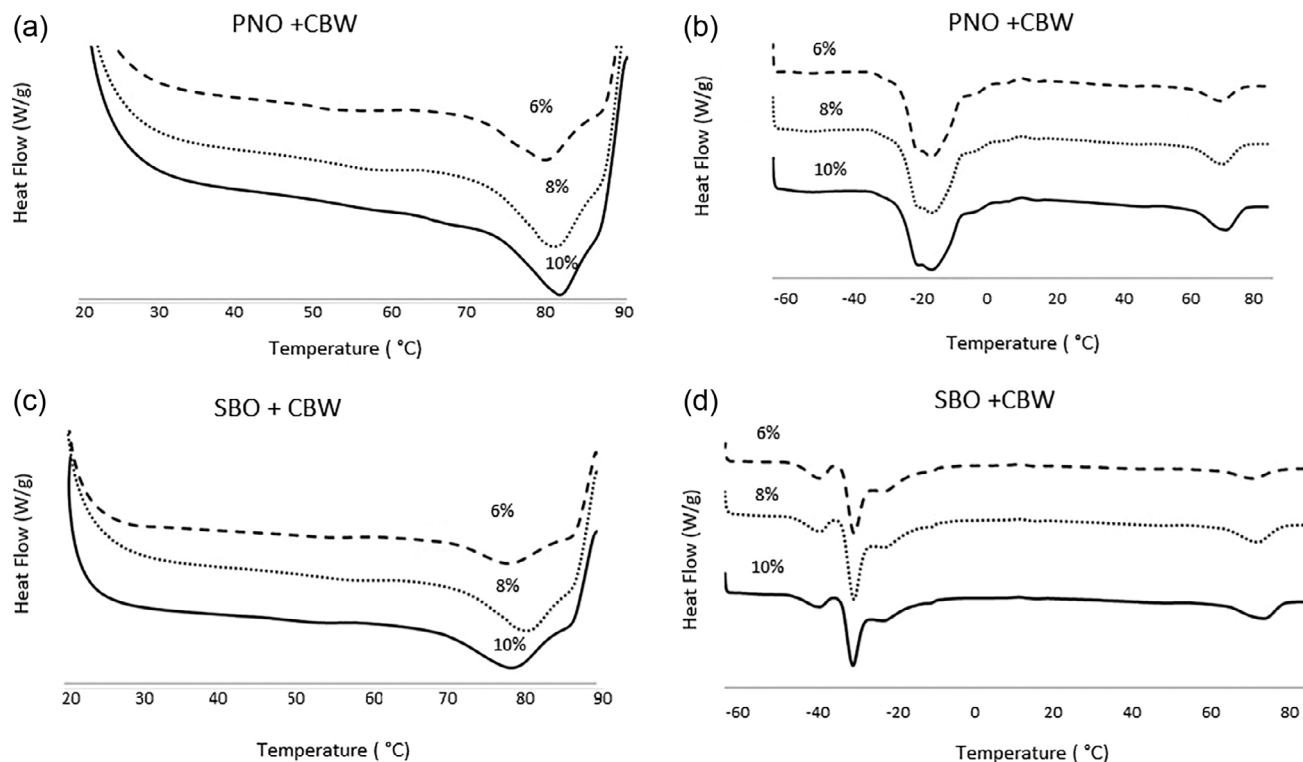 (a)
PNO +CBW
Heat Flow (W/g)
6%
8%
10%
20 30 40 50 60 70 80 90
Temperature ( °C)
(b)
PNO +CBW
Heat Flow (W/g)
6%
8%
10%
-60 -40 -20 0 20 40 60 80
Temperature ( °C)
(c)
SBO + CBW
Heat Flow (W/g)
6%
8%
10%
20 30 40 50 60 70 80 90
Temperature ( °C)
(d)
SBO +CBW
Heat Flow (W/g)
6%
8%
10%
-60 -40 -20 0 20 40 60 80
Temperature ( °C)